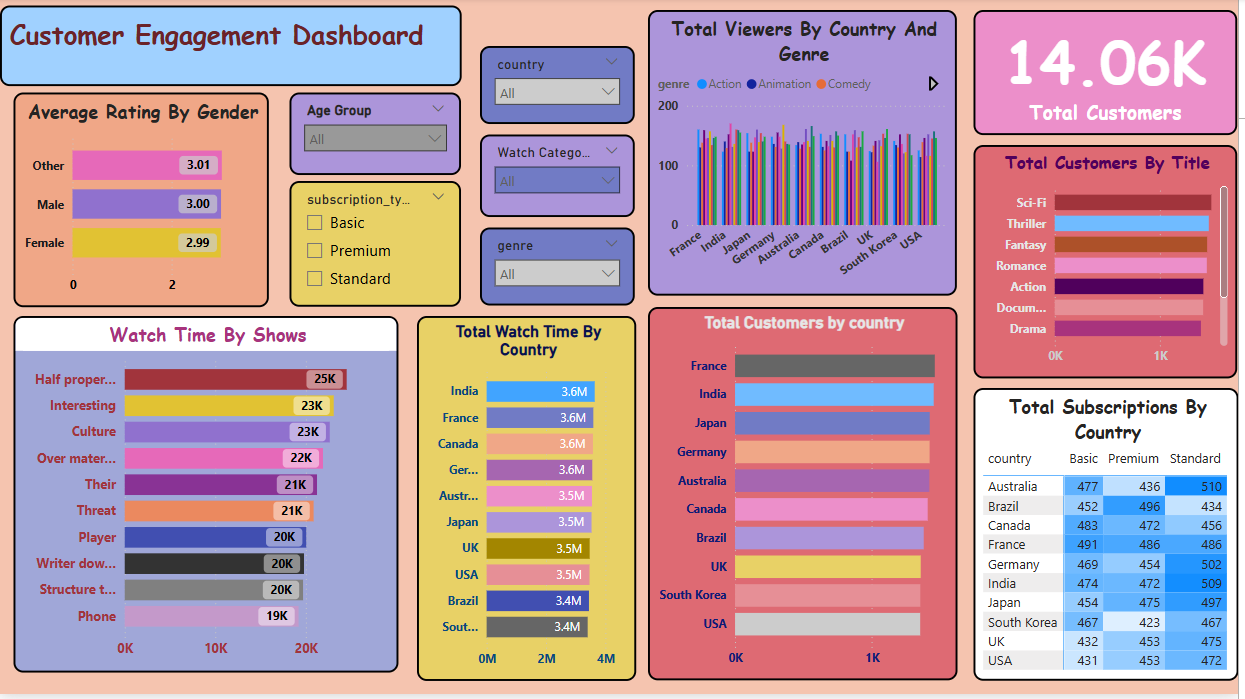 Customer Engagement Dashboard
Average Rating By Gender
Other 3.01
Male 3.00
Female 2.99
0 2
Age Group
All
subscription_ty...
Basic
Premium
Standard
country
All
Watch Catego...
All
genre
All
Total Viewers By Country And
Genre
genre Action Animation Comedy
200
100
0
France India Japan Germany Australia Canada Brazil UK South Korea USA
14.06K
Total Customers
Total Customers By Title
Sci-Fi
Thriller
Fantasy
Romance
Action
Docum...
Drama
0K 1K
Watch Time By Shows
Half proper... 25K
Interesting 23K
Culture 23K
Over mater... 22K
Their 21K
Threat 21K
Player 20K
Writer dow... 20K
Structure t... 20K
Phone 19K
0K 10K 20K
Total Watch Time By
Country
India 3.6M
France 3.6M
Canada 3.6M
Ger... 3.6M
Austr... 3.5M
Japan 3.5M
UK 3.5M
USA 3.5M
Brazil 3.4M
Sout... 3.4M
0M 2M 4M
Total Customers by country
France
India
Japan
Germany
Australia
Canada
Brazil
UK
South Korea
USA
0K 1K
Total Subscriptions By
Country
country Basic Premium Standard
Australia 477 436 510
Brazil 452 496 434
Canada 483 472 456
France 491 486 486
Germany 469 454 502
India 474 472 509
Japan 454 475 497
South Korea 467 423 467
UK 432 453 475
USA 431 453 472